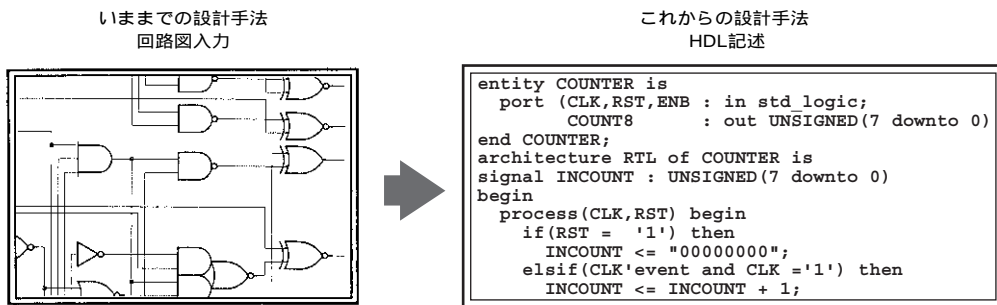 いままでの設計手法
回路図入力
これからの設計手法
HDL記述
entity COUNTER is
  port (CLK,RST,ENB : in std_logic;
        COUNT8      : out UNSIGNED(7 downto 0)
end COUNTER;
architecture RTL of COUNTER is
signal INCOUNT : UNSIGNED(7 downto 0)
begin
  process(CLK,RST) begin
    if(RST =  '1') then
      INCOUNT <= "00000000";
    elsif(CLK'event and CLK ='1') then
      INCOUNT <= INCOUNT + 1;